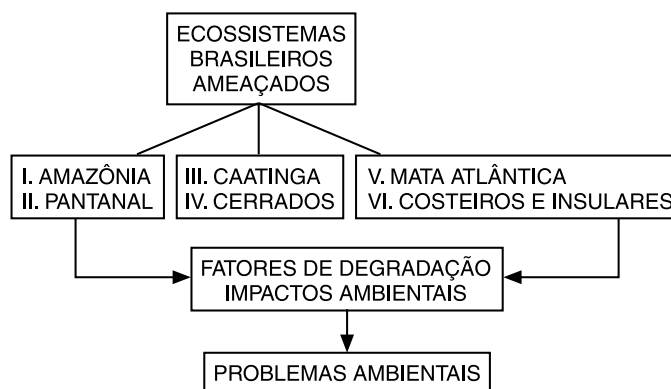 ECOSSISTEMAS
BRASILEIROS
AMEAÇADOS
I. AMAZÔNIA
II. PANTANAL
III. CAATINGA
IV. CERRADOS
V. MATA ATLÂNTICA
VI. COSTEIROS E INSULARES
FATORES DE DEGRADAÇÃO
IMPACTOS AMBIENTAIS
PROBLEMAS AMBIENTAIS